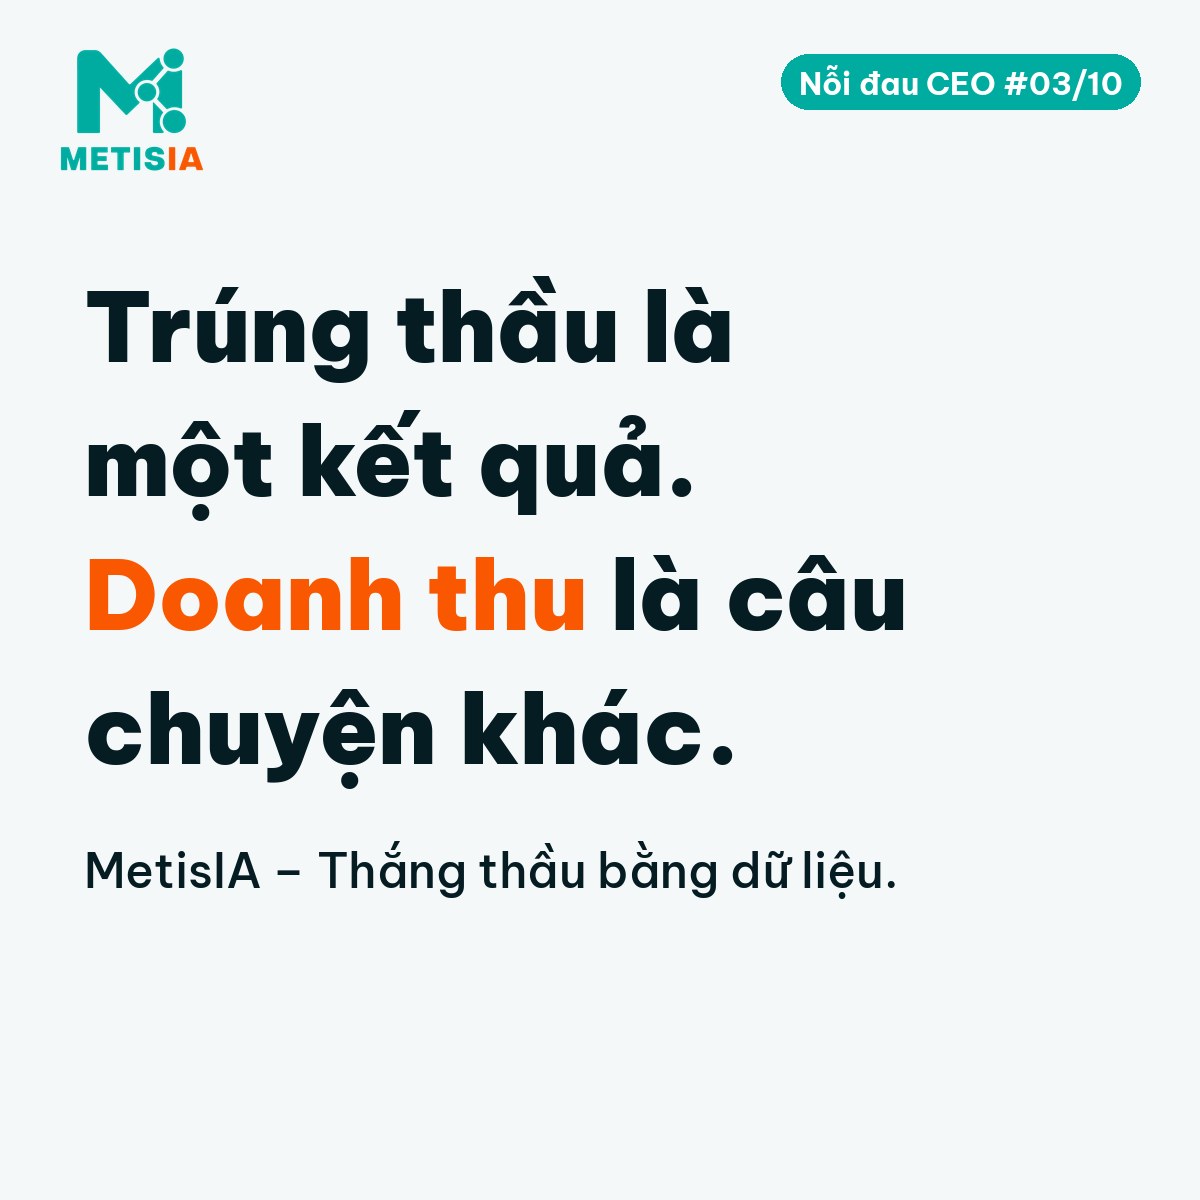 METISIA
Nỗi đau CEO #03/10
Trúng thầu là
một kết quả.
Doanh thu là câu
chuyện khác.
MetisIA – Thắng thầu bằng dữ liệu.